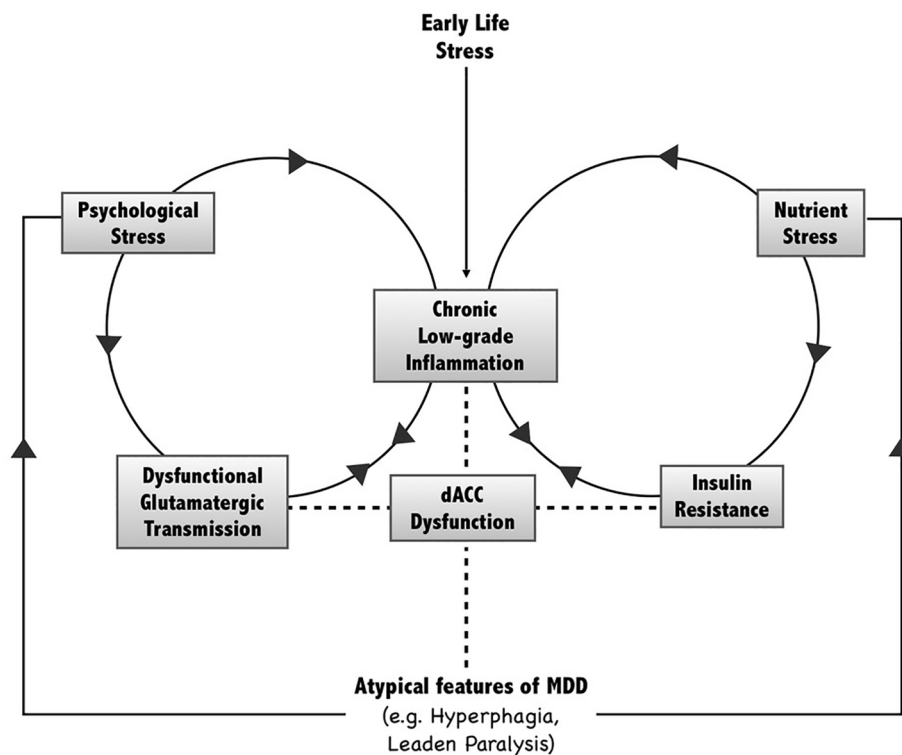 Early Life
Stress
Psychological
Stress
Nutrient
Stress
Chronic
Low-grade
Inflammation
Dysfunctional
Glutamatergic
Transmission
dACC
Dysfunction
Insulin
Resistance
Atypical features of MDD
(e.g. Hyperphagia,
Leaden Paralysis)